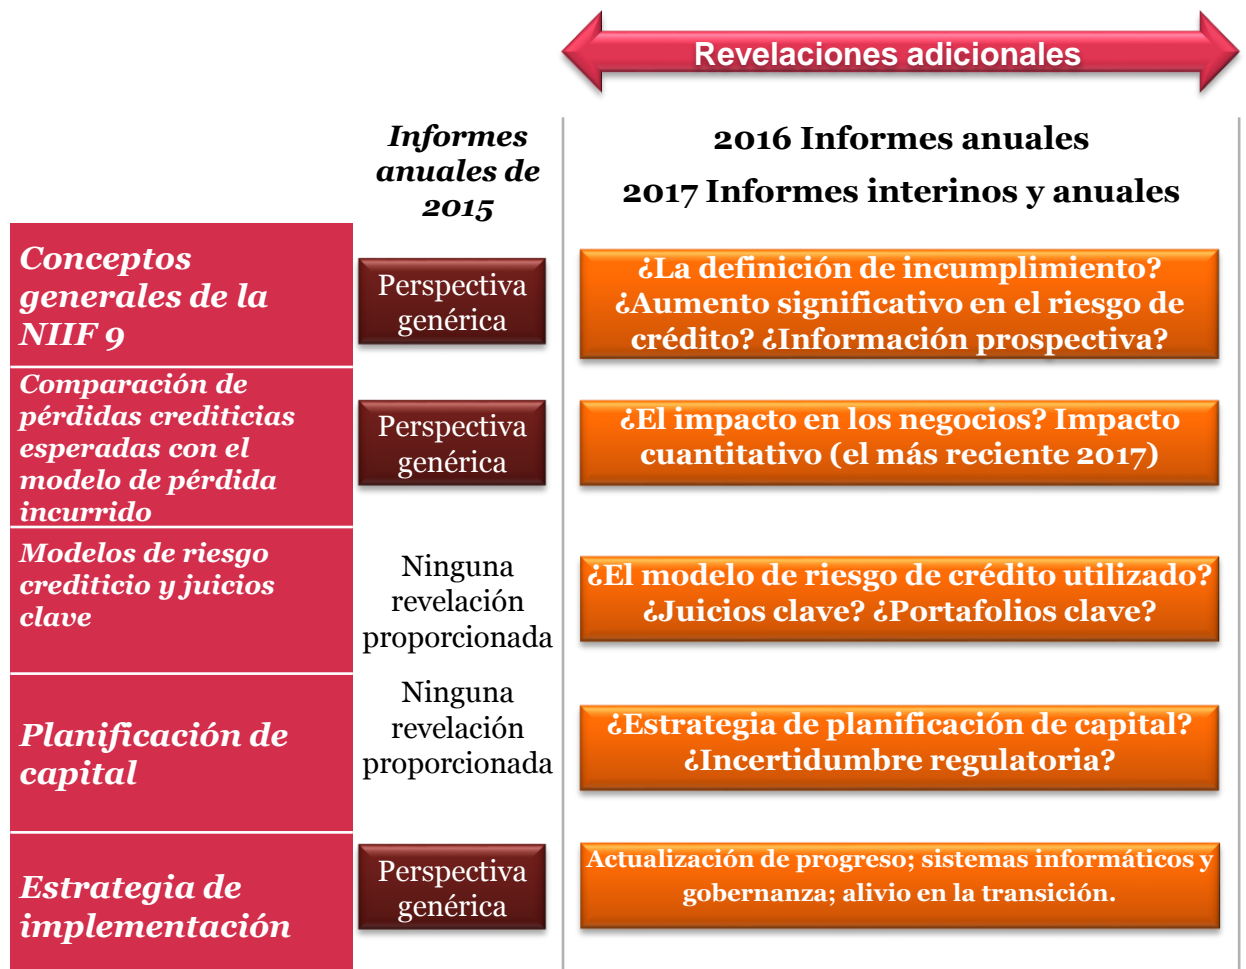 Revelaciones adicionales
Informes
anuales de
2015
2016 Informes anuales
2017 Informes interinos y anuales
Conceptos
generales de la
NIIF 9
Perspectiva
genérica
¿La definición de incumplimiento?
¿Aumento significativo en el riesgo de
crédito? ¿Información prospectiva?
Comparación de
pérdidas crediticias
esperadas con el
modelo de pérdida
incurrido
Perspectiva
genérica
¿El impacto en los negocios? Impacto
cuantitativo (el más reciente 2017)
Modelos de riesgo
crediticio y juicios
clave
Ninguna
revelación
proporcionada
¿El modelo de riesgo de crédito utilizado?
¿Juicios clave? ¿Portafolios clave?
Planificación de
capital
Ninguna
revelación
proporcionada
¿Estrategia de planificación de capital?
¿Incertidumbre regulatoria?
Estrategia de
implementación
Perspectiva
genérica
Actualización de progreso; sistemas informáticos y
gobernanza; alivio en la transición.